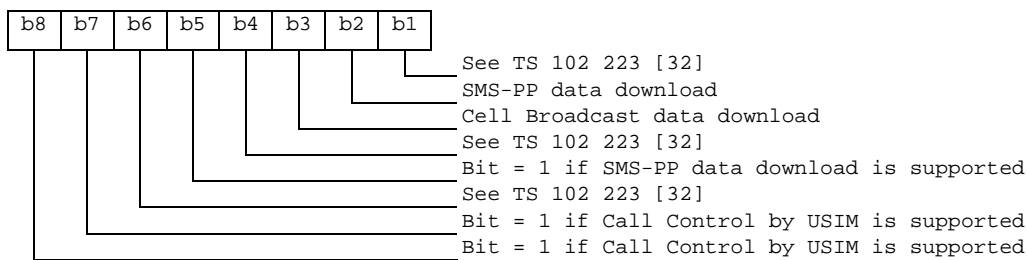 b8 b7 b6 b5 b4 b3 b2 b1
See TS 102 223 [32]
SMS-PP data download
Cell Broadcast data download
See TS 102 223 [32]
Bit = 1 if SMS-PP data download is supported
See TS 102 223 [32]
Bit = 1 if Call Control by USIM is supported
Bit = 1 if Call Control by USIM is supported